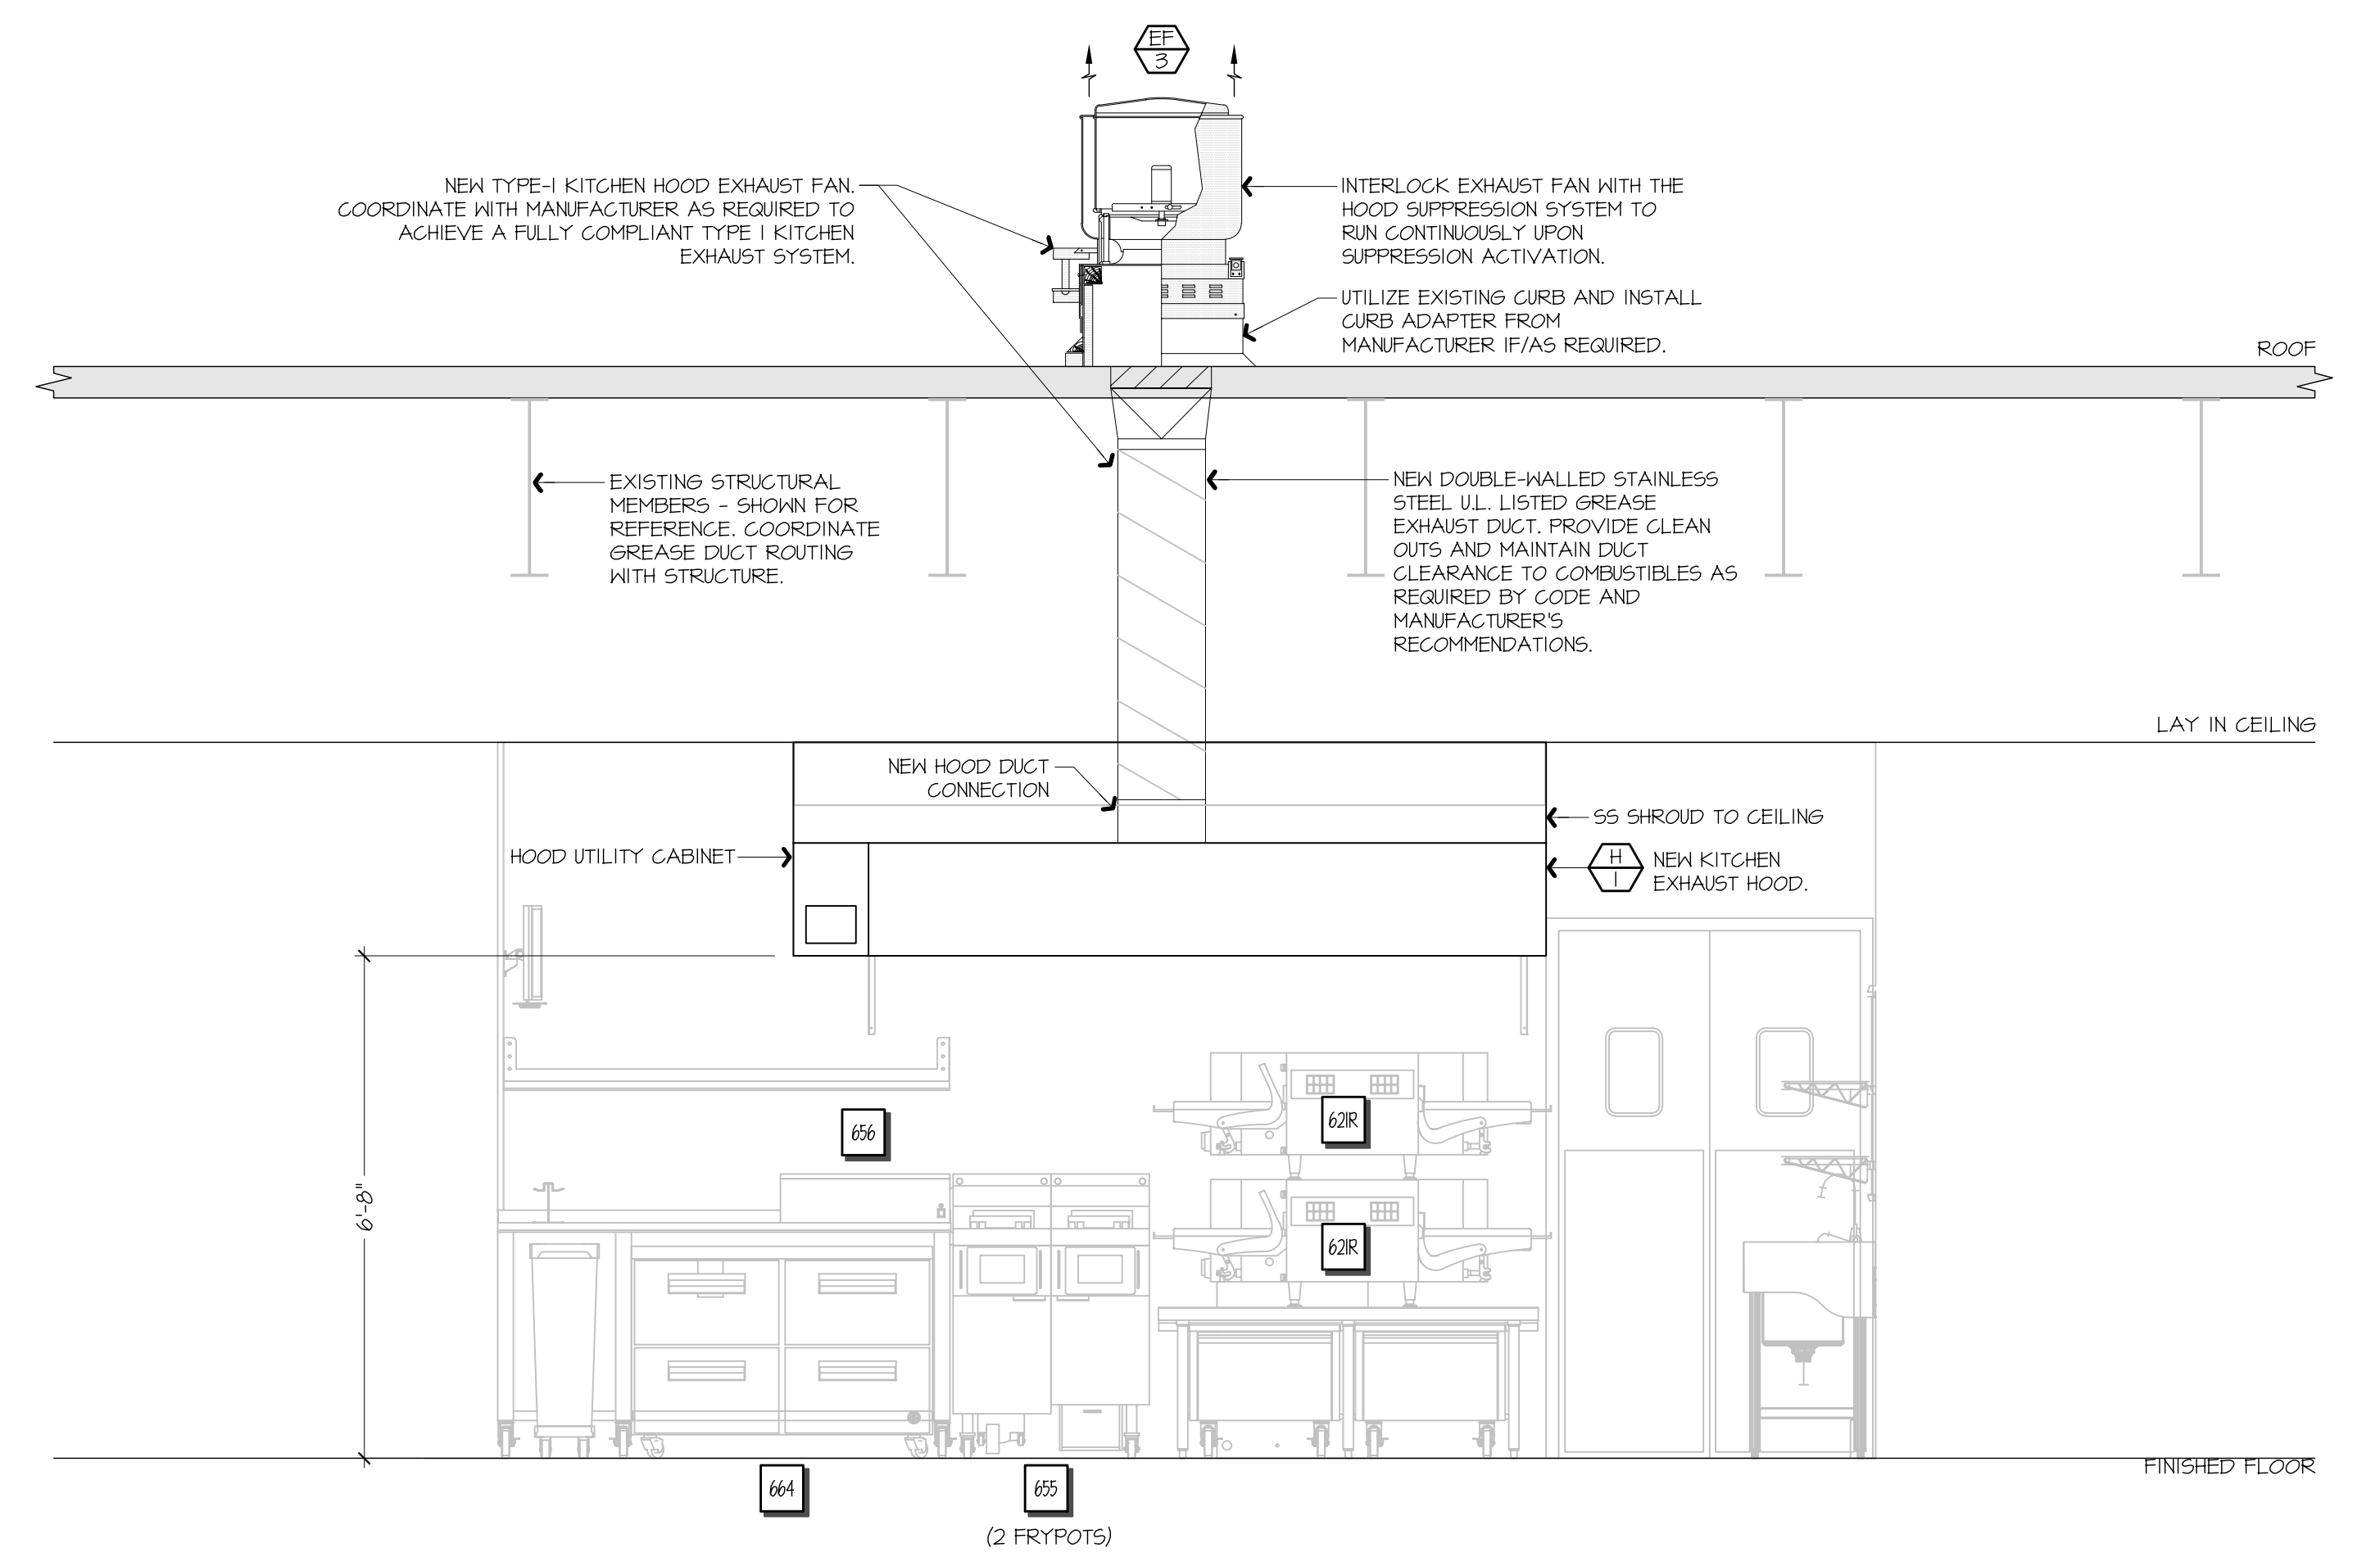 EF
3
NEW TYPE-I KITCHEN HOOD EXHAUST FAN.
COORDINATE WITH MANUFACTURER AS REQUIRED TO
ACHIEVE A FULLY COMPLIANT TYPE I KITCHEN
EXHAUST SYSTEM.
INTERLOCK EXHAUST FAN WITH THE
HOOD SUPPRESSION SYSTEM TO
RUN CONTINUOUSLY UPON
SUPPRESSION ACTIVATION.
UTILIZE EXISTING CURB AND INSTALL
CURB ADAPTER FROM
MANUFACTURER IF/AS REQUIRED.
ROOF
EXISTING STRUCTURAL
MEMBERS - SHOWN FOR
REFERENCE. COORDINATE
GREASE DUCT ROUTING
WITH STRUCTURE.
NEW DOUBLE-WALLED STAINLESS
STEEL U.L. LISTED GREASE
EXHAUST DUCT. PROVIDE CLEAN
OUTS AND MAINTAIN DUCT
CLEARANCE TO COMBUSTIBLES AS
REQUIRED BY CODE AND
MANUFACTURER'S
RECOMMENDATIONS.
LAY IN CEILING
NEW HOOD DUCT
CONNECTION
SS SHROUD TO CEILING
HOOD UTILITY CABINET
H
1
NEW KITCHEN
EXHAUST HOOD.
656
621R
621R
6'-8"
FINISHED FLOOR
664
655
(2 FRYPOTS)